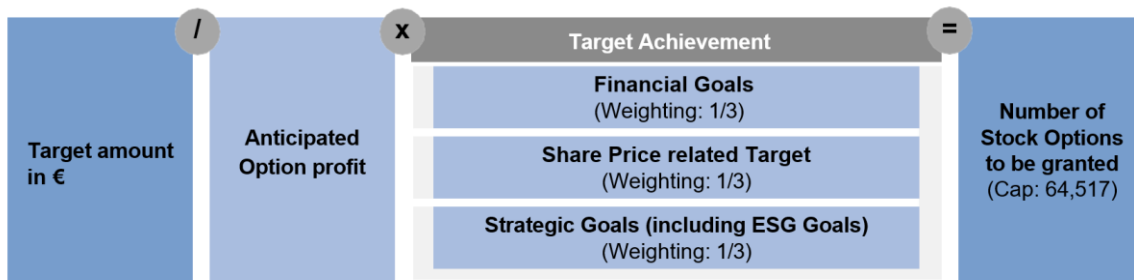 Target amount
in €
/
Anticipated
Option profit
x
Target Achievement
Financial Goals
(Weighting: 1/3)
Share Price related Target
(Weighting: 1/3)
Strategic Goals (including ESG Goals)
(Weighting: 1/3)
=
Number of
Stock Options
to be granted
(Cap: 64,517)